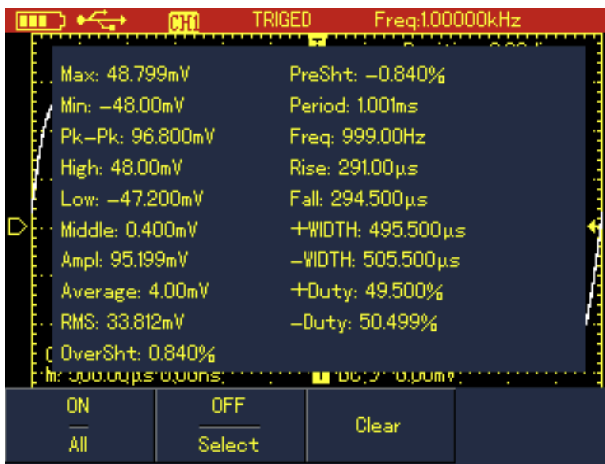 CH1 TRIGED Freq:1.00000kHz
Max: 48.799mV PreSht: −0.840%
Min: −48.00mV Period: 1.001ms
Pk−Pk: 96.800mV Freq: 999.00Hz
High: 48.00mV Rise: 291.00μs
Low: −47.200mV Fall: 294.500μs
Middle: 0.400mV +WIDTH: 495.500μs
Ampl: 95.199mV −WIDTH: 505.500μs
Average: 4.00mV +Duty: 49.500%
RMS: 33.812mV −Duty: 50.499%
OverSht: 0.840%
ON OFF Clear
All Select